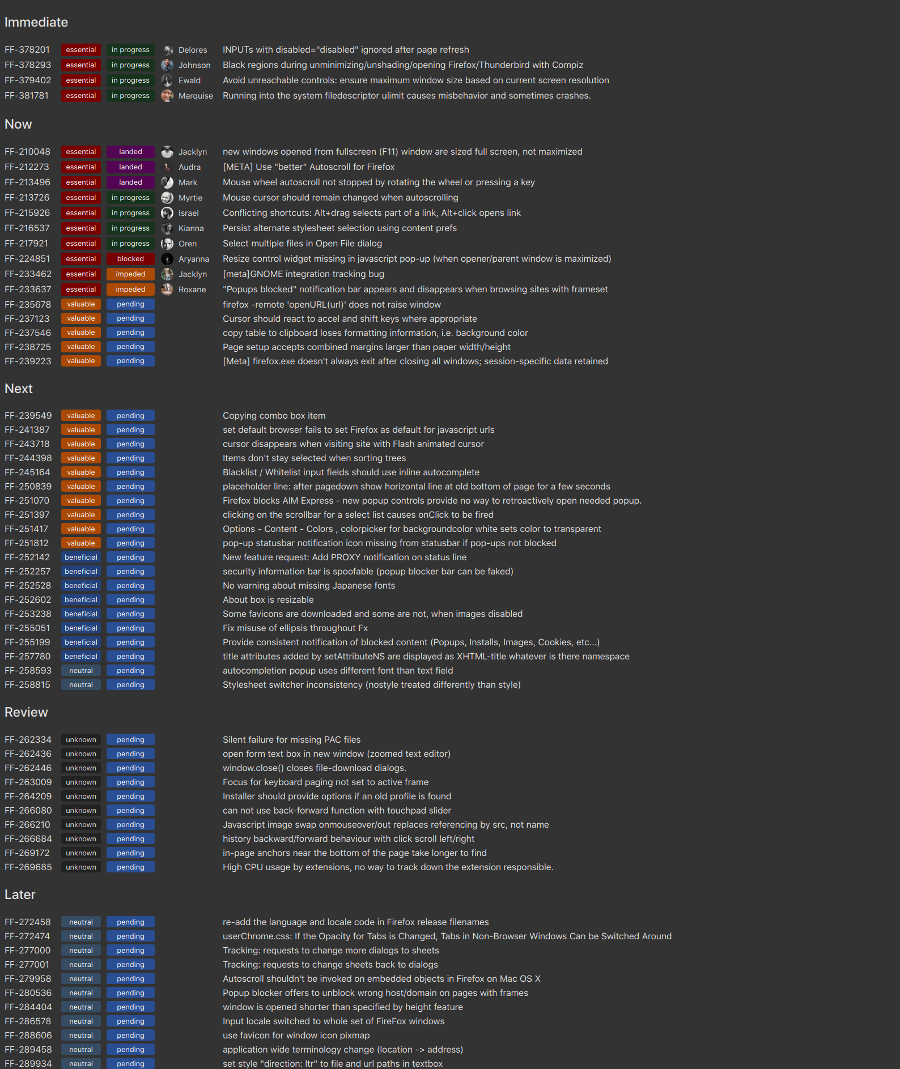 Immediate
FF-378201 essential in progress Delores INPUTs with disabled="disabled" ignored after page refresh
FF-378293 essential in progress Johnson Black regions during unminimizing/unshading/opening Firefox/Thunderbird with Compiz
FF-379402 essential in progress Ewald Avoid unreachable controls: ensure maximum window size based on current screen resolution
FF-381781 essential in progress Marquise Running into the system filedescriptor ulimit causes misbehavior and sometimes crashes.
Now
FF-210048 essential landed Jacklyn new windows opened from fullscreen (F11) window are sized full screen, not maximized
FF-212273 essential landed Audra [META] Use "better" Autoscroll for Firefox
FF-213496 essential landed Mark Mouse wheel autoscroll not stopped by rotating the wheel or pressing a key
FF-213726 essential in progress Myrtie Mouse cursor should remain changed when autoscrolling
FF-215926 essential in progress Israel Conflicting shortcuts: Alt+drag selects part of a link, Alt+click opens link
FF-216537 essential in progress Kianna Persist alternate stylesheet selection using content prefs
FF-217921 essential in progress Oren Select multiple files in Open File dialog
FF-224851 essential blocked Aryanna Resize control widget missing in javascript pop-up (when opener/parent window is maximized)
FF-233462 essential impeded Jacklyn [meta]GNOME integration tracking bug
FF-233637 essential impeded Roxane "Popups blocked" notification bar appears and disappears when browsing sites with frameset
FF-235678 valuable pending firefox -remote 'openURL(url)' does not raise window
FF-237123 valuable pending Cursor should react to accel and shift keys where appropriate
FF-237546 valuable pending copy table to clipboard loses formatting information, i.e. background color
FF-238725 valuable pending Page setup accepts combined margins larger than paper width/height
FF-239223 valuable pending [Meta] firefox.exe doesn't always exit after closing all windows; session-specific data retained
Next
FF-239549 valuable pending Copying combo box item
FF-241387 valuable pending set default browser fails to set Firefox as default for javascript urls
FF-243718 valuable pending cursor disappears when visiting site with Flash animated cursor
FF-244398 valuable pending Items don't stay selected when sorting trees
FF-245164 valuable pending Blacklist / Whitelist input fields should use inline autocomplete
FF-250839 valuable pending placeholder line: after pagedown show horizontal line at old bottom of page for a few seconds
FF-251070 valuable pending Firefox blocks AIM Express - new popup controls provide no way to retroactively open needed popup.
FF-251397 valuable pending clicking on the scrollbar for a select list causes onClick to be fired
FF-251417 valuable pending Options - Content - Colors , colorpicker for backgroundcolor white sets color to transparent
FF-251812 valuable pending pop-up statusbar notification icon missing from statusbar if pop-ups not blocked
FF-252142 beneficial pending New feature request: Add PROXY notification on status line
FF-252257 beneficial pending security information bar is spoofable (popup blocker bar can be faked)
FF-252528 beneficial pending No warning about missing Japanese fonts
FF-252602 beneficial pending About box is resizable
FF-253238 beneficial pending Some favicons are downloaded and some are not, when images disabled
FF-255051 beneficial pending Fix misuse of ellipsis throughout Fx
FF-255199 beneficial pending Provide consistent notification of blocked content (Popups, Installs, Images, Cookies, etc...)
FF-257780 beneficial pending title attributes added by setAttributeNS are displayed as XHTML-title whatever is there namespace
FF-258593 neutral pending autocompletion popup uses different font than text field
FF-258815 neutral pending Stylesheet switcher inconsistency (nostyle treated differently than style)
Review
FF-262334 unknown pending Silent failure for missing PAC files
FF-262436 unknown pending open form text box in new window (zoomed text editor)
FF-262446 unknown pending window.close() closes file-download dialogs.
FF-263009 unknown pending Focus for keyboard paging not set to active frame
FF-264209 unknown pending Installer should provide options if an old profile is found
FF-266080 unknown pending can not use back-forward function with touchpad slider
FF-266210 unknown pending Javascript image swap onmouseover/out replaces referencing by src, not name
FF-266684 unknown pending history backward/forward behaviour with click scroll left/right
FF-269172 unknown pending in-page anchors near the bottom of the page take longer to find
FF-269685 unknown pending High CPU usage by extensions, no way to track down the extension responsible.
Later
FF-272458 neutral pending re-add the language and locale code in Firefox release filenames
FF-272474 neutral pending userChrome.css: If the Opacity for Tabs is Changed, Tabs in Non-Browser Windows Can be Switched Around
FF-277000 neutral pending Tracking: requests to change more dialogs to sheets
FF-277001 neutral pending Tracking: requests to change sheets back to dialogs
FF-279958 neutral pending Autoscroll shouldn't be invoked on embedded objects in Firefox on Mac OS X
FF-280536 neutral pending Popup blocker offers to unblock wrong host/domain on pages with frames
FF-284404 neutral pending window is opened shorter than specified by height feature
FF-286578 neutral pending Input locale switched to whole set of FireFox windows
FF-288606 neutral pending use favicon for window icon pixmap
FF-289458 neutral pending application wide terminology change (location -> address)
FF-289934 neutral pending set style "direction: ltr" to file and url paths in textbox